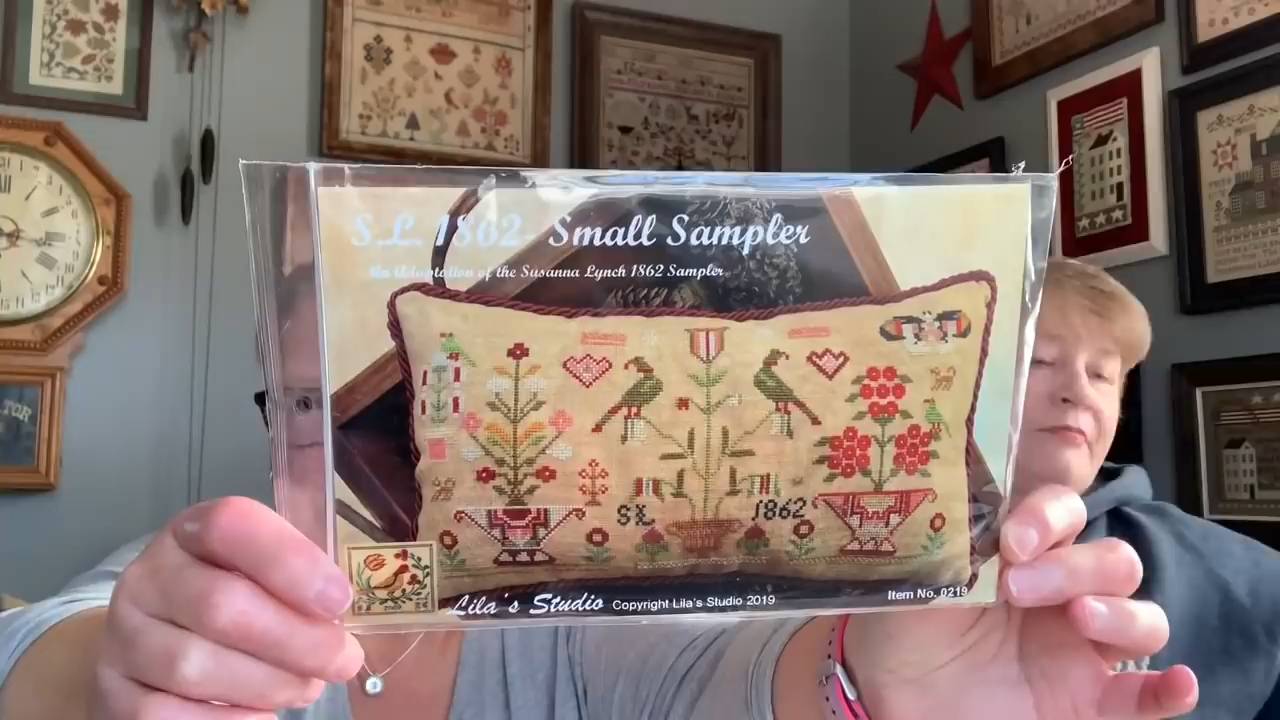 S.L. 1862 - Small Sampler
An Adaptation of the Susanna Lynch 1862 Sampler
SL 1862
Lila's Studio Copyright Lila's Studio 2019
Item No. 0219
TOR